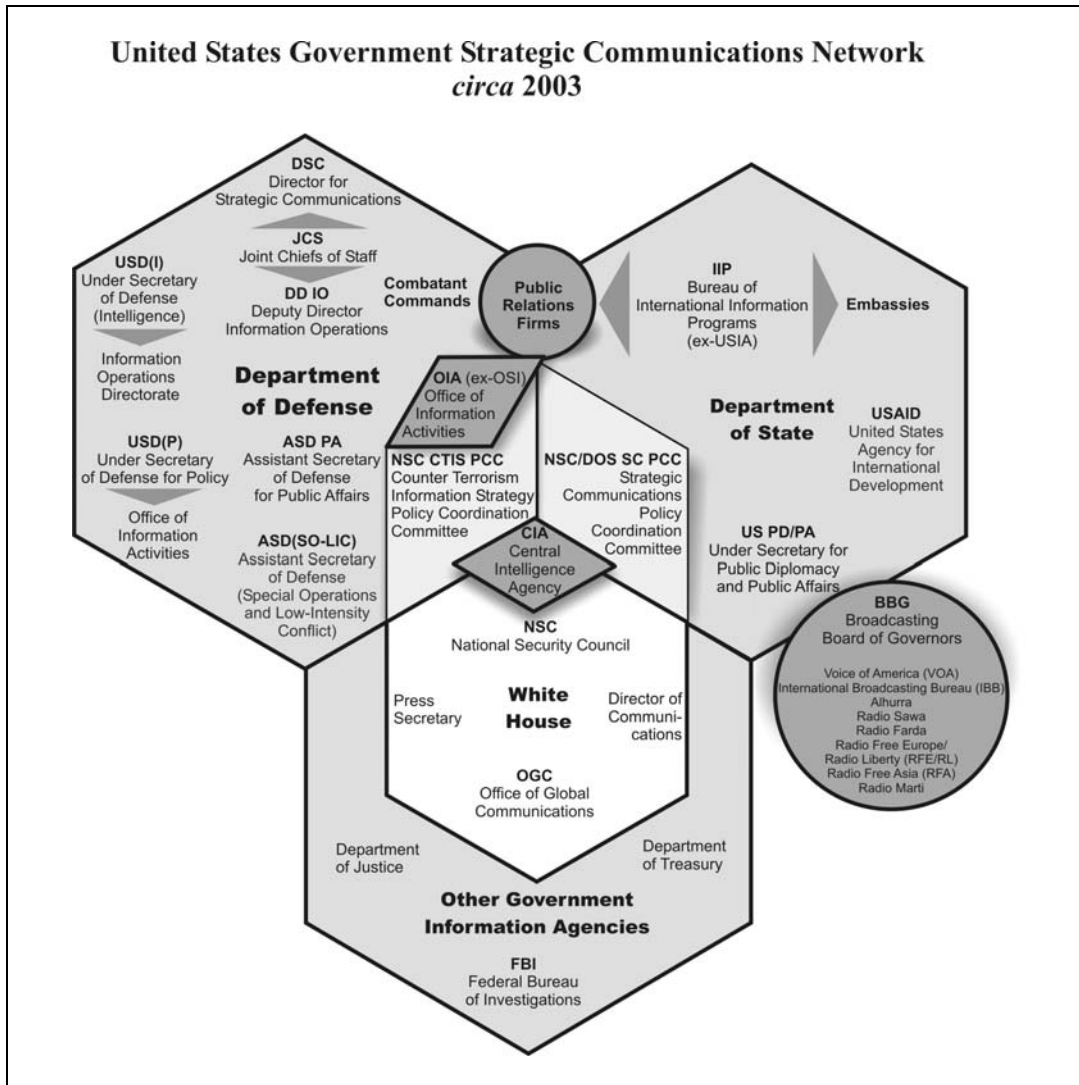 United States Government Strategic Communications Network
circa 2003
DSC
Director for
Strategic Communications
JCS
Joint Chiefs of Staff
DD IO
Deputy Director
Information Operations
USD(I)
Under Secretary
of Defense
(Intelligence)
Information
Operations
Directorate
Combatant
Commands
Public
Relations
Firms
IIP
Bureau of
International Information
Programs
(ex-USIA)
Embassies
Department
of Defense
OIA (ex-OSI)
Office of
Information
Activities
Department
of State
USAID
United States
Agency for
International
Development
USD(P)
Under Secretary
of Defense for Policy
Office of
Information
Activities
ASD PA
Assistant Secretary
of Defense
for Public Affairs
ASD(SO-LIC)
Assistant Secretary
of Defense
(Special Operations
and Low-Intensity
Conflict)
NSC CTIS PCC
Counter Terrorism
Information Strategy
Policy Coordination
Committee
NSC/DOS SC PCC
Strategic
Communications
Policy
Coordination
Committee
CIA
Central
Intelligence
Agency
US PD/PA
Under Secretary for
Public Diplomacy
and Public Affairs
BBG
Broadcasting
Board of Governors
Voice of America (VOA)
International Broadcasting Bureau (IBB)
Alhurra
Radio Sawa
Radio Farda
Radio Free Europe/
Radio Liberty (RFE/RL)
Radio Free Asia (RFA)
Radio Marti
NSC
National Security Council
Press
Secretary
White
House
Director of
Communi-
cations
OGC
Office of Global
Communications
Department
of Justice
Department
of Treasury
Other Government
Information Agencies
FBI
Federal Bureau
of Investigations